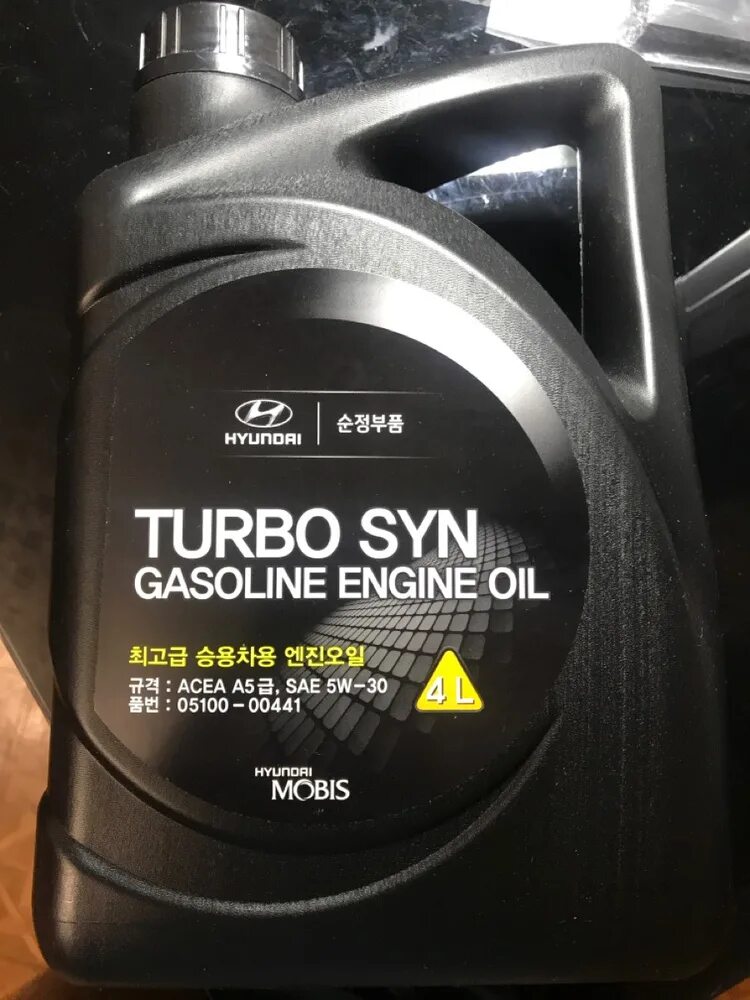 HYUNDAI
순정부품
TURBO SYN
GASOLINE ENGINE OIL
최고급 승용차용 엔진오일
규격 : ACEA A5급, SAE 5W-30
품번 : 05100-00441
4 L
HYUNDAI
MOBIS